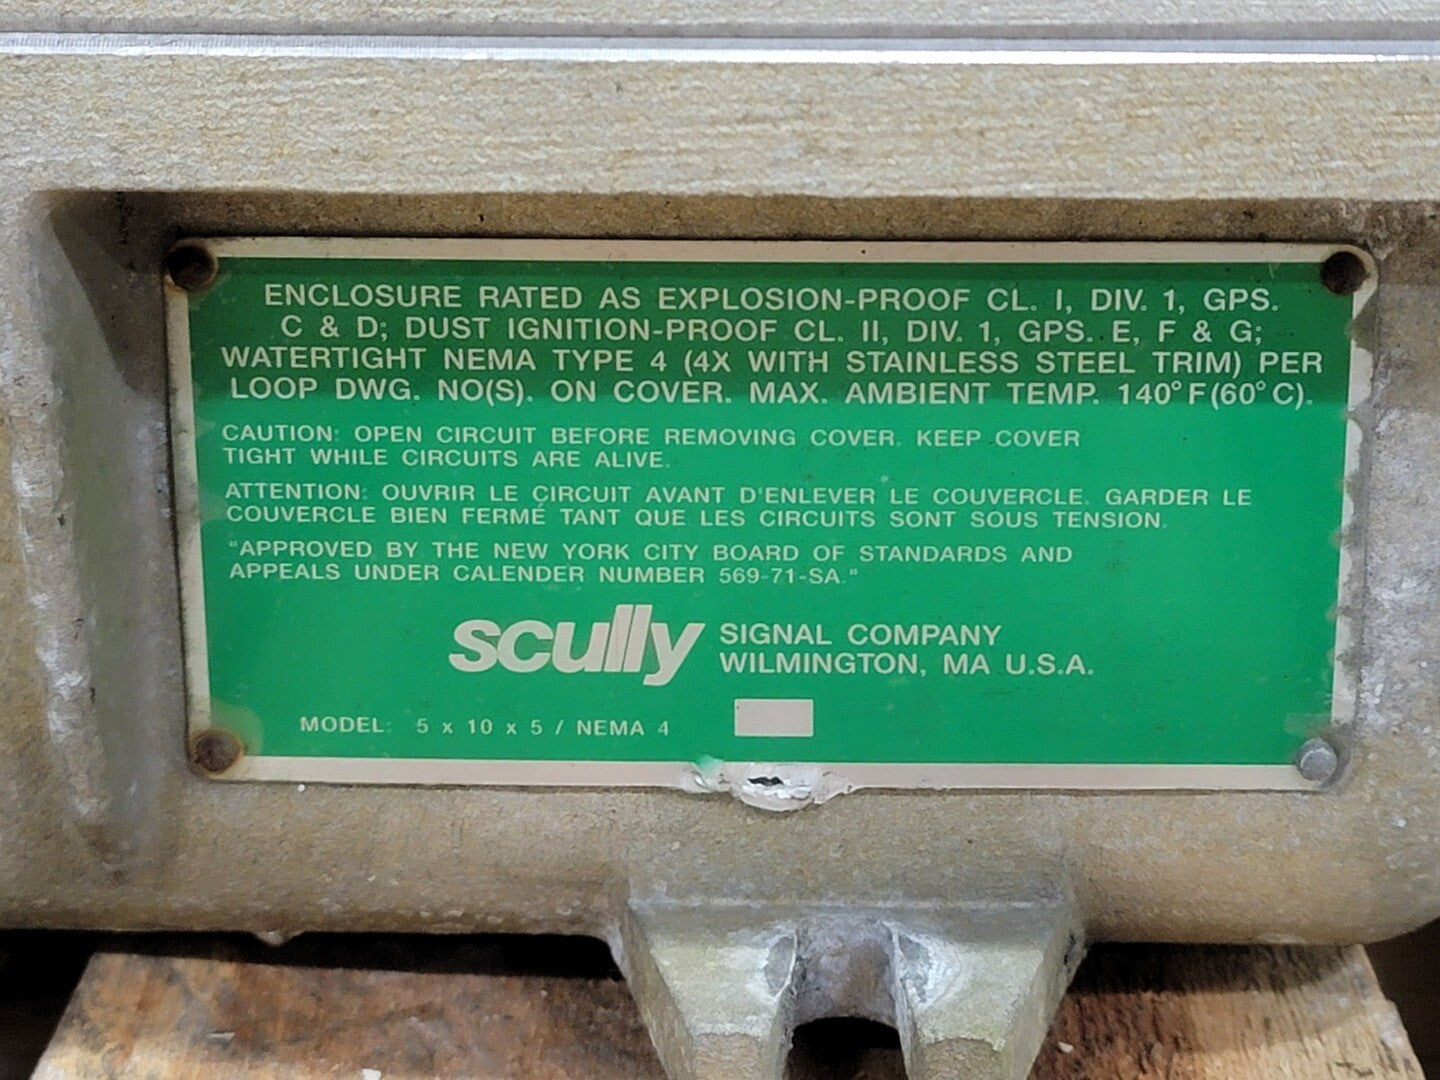 ENCLOSURE RATED AS EXPLOSION-PROOF CL. I, DIV. 1, GPS.
C & D; DUST IGNITION-PROOF CL. II, DIV. 1, GPS. E, F & G;
WATERTIGHT NEMA TYPE 4 (4X WITH STAINLESS STEEL TRIM) PER
LOOP DWG. NO(S). ON COVER. MAX. AMBIENT TEMP. 140°F(60°C).
CAUTION: OPEN CIRCUIT BEFORE REMOVING COVER. KEEP COVER
TIGHT WHILE CIRCUITS ARE ALIVE.
ATTENTION: OUVRIR LE CIRCUIT AVANT D'ENLEVER LE COUVERCLE. GARDER LE
COUVERCLE BIEN FERMÉ TANT QUE LES CIRCUITS SONT SOUS TENSION.
"APPROVED BY THE NEW YORK CITY BOARD OF STANDARDS AND
APPEALS UNDER CALENDER NUMBER 569-71-SA."
scully SIGNAL COMPANY
WILMINGTON, MA U.S.A.
MODEL: 5 x 10 x 5 / NEMA 4